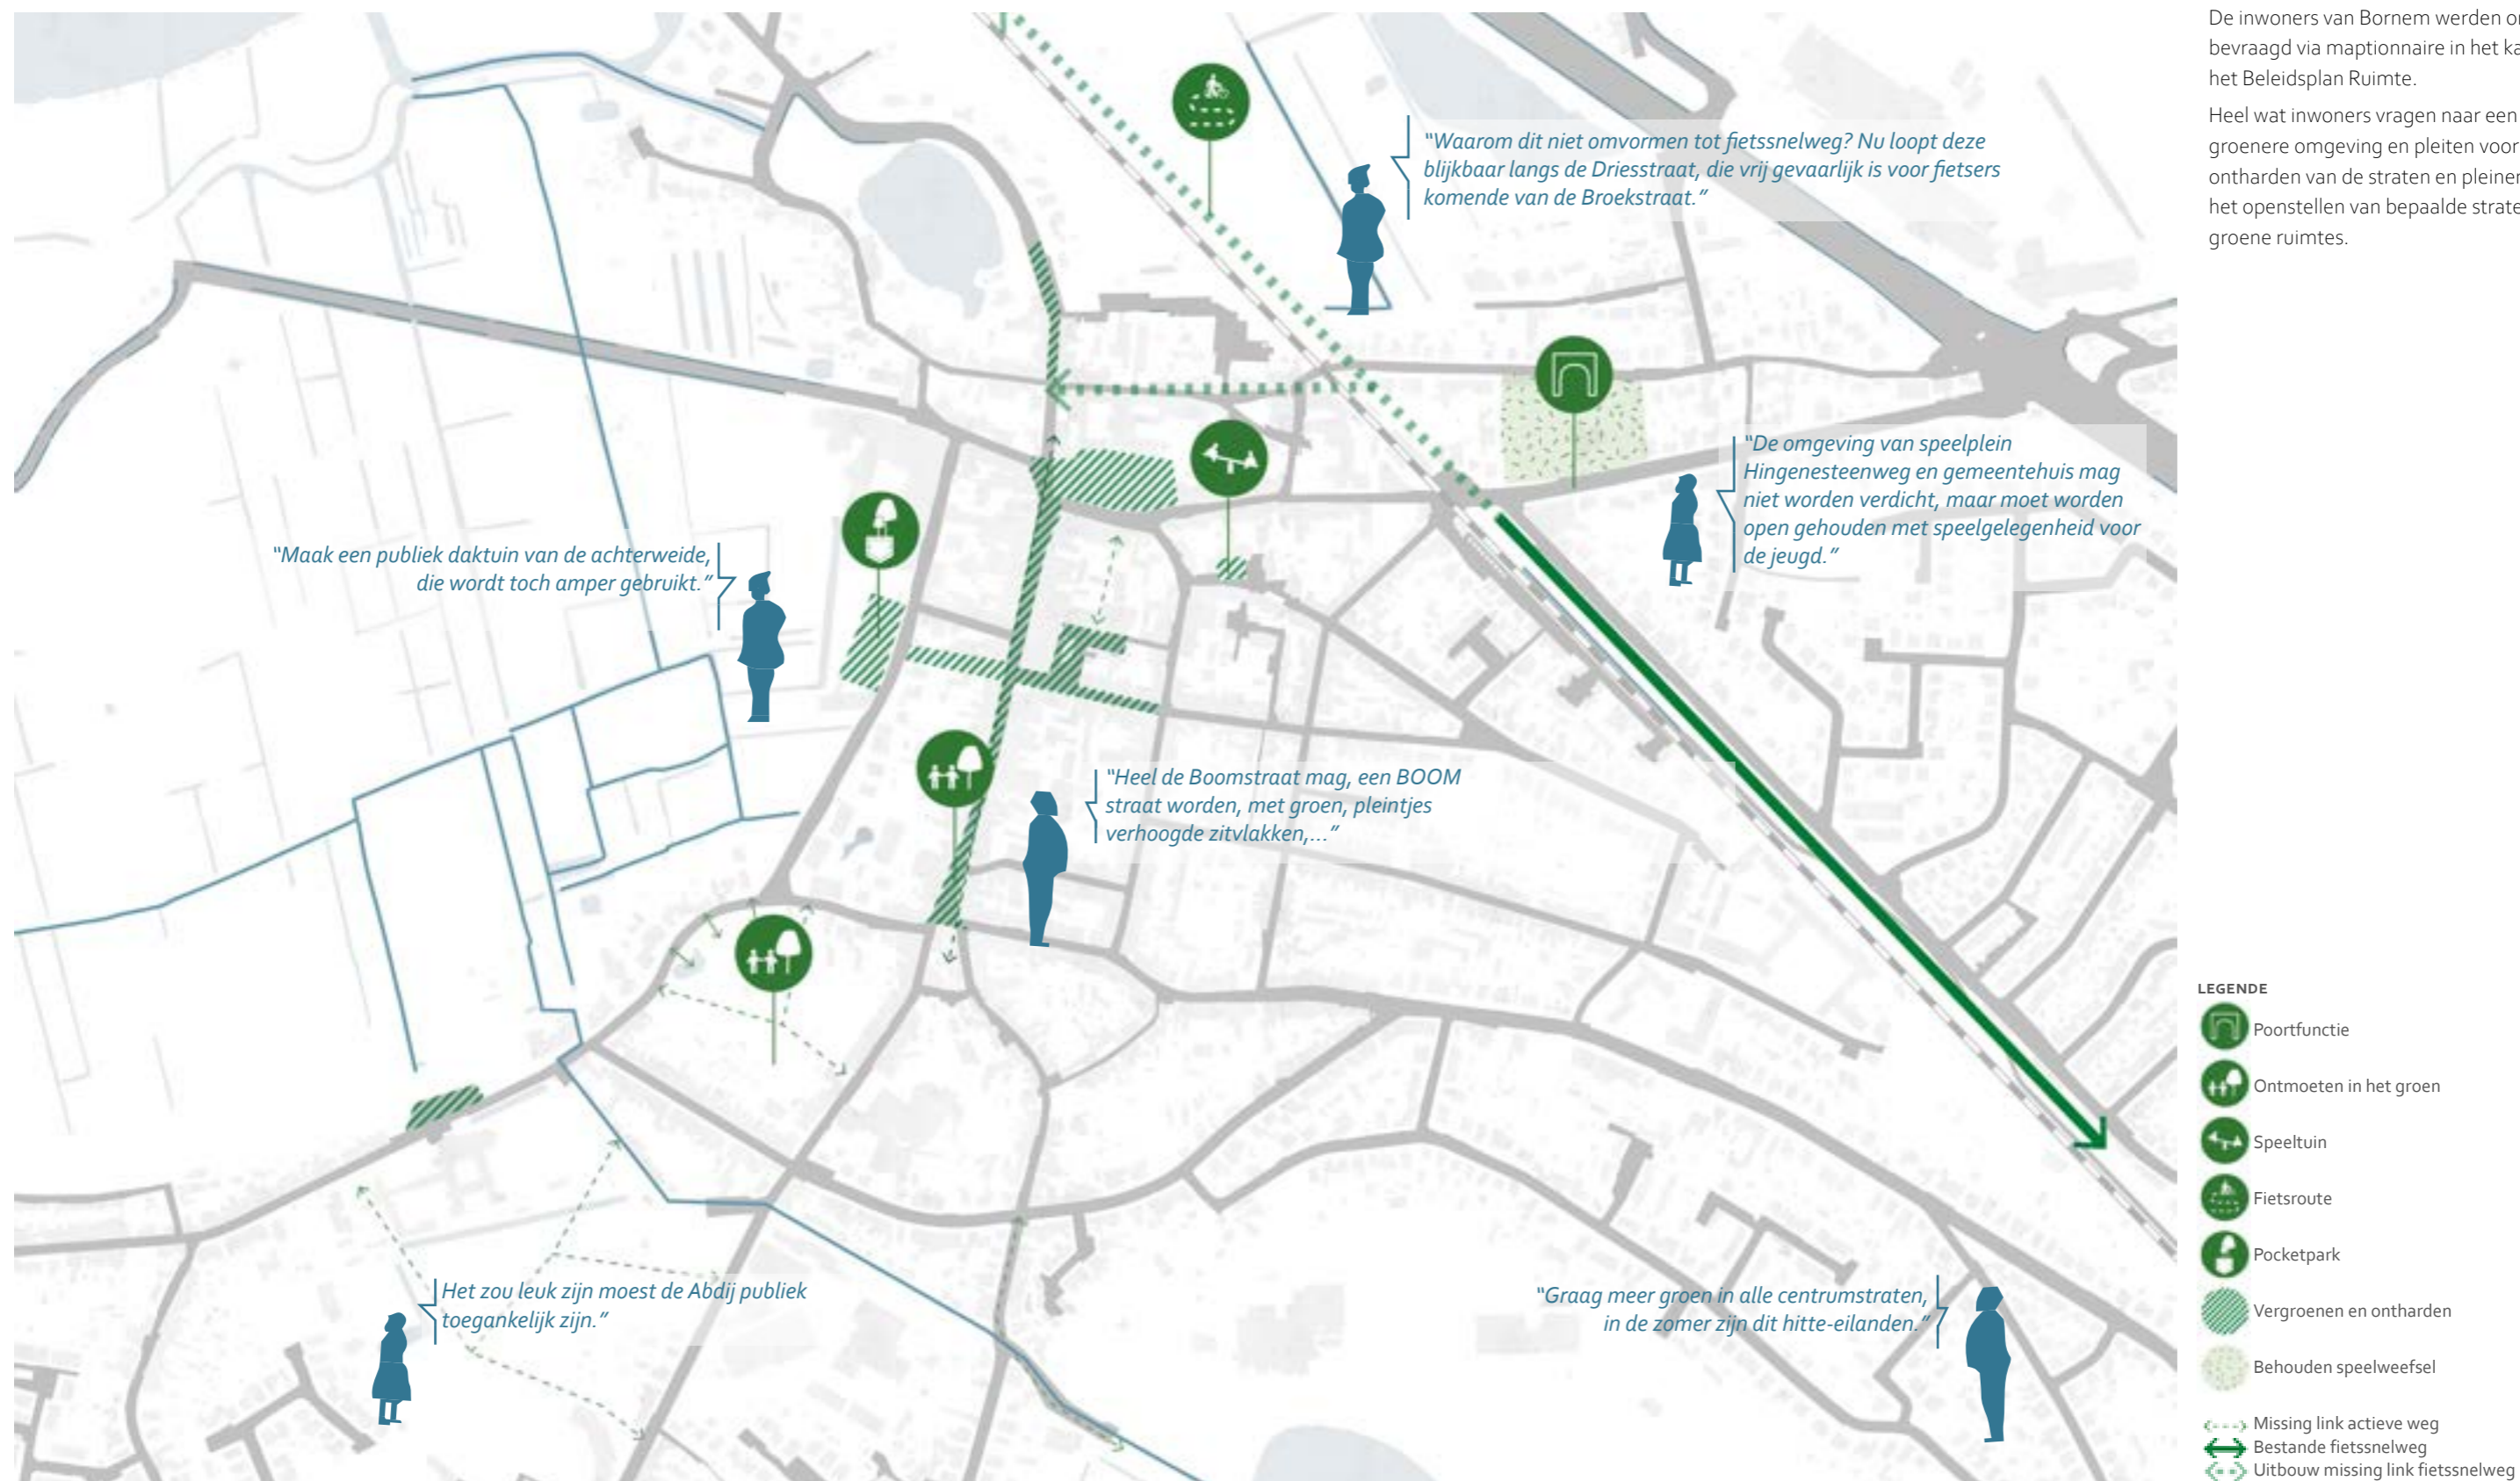 De inwoners van Bornem werden
bevraagd via maptionnaire in het
het Beleidsplan Ruimte.
Heel wat inwoners vragen naar een
groenere omgeving en pleiten voor
ontharden van de straten en
het openstellen van bepaalde
groene ruimtes.
“Waarom dit niet omvormen tot fietssnelweg? Nu loopt deze
blijkbaar langs de Driesstraat, die vrij gevaarlijk is voor fietsers
komende van de Broekstraat.”
“De omgeving van speelplein
Hingenesteenweg en gemeentehuis mag
niet worden verdicht, maar moet worden
open gehouden met speelgelegenheid voor
de jeugd.”
“Maak een publiek daktuin van de achterweide,
die wordt toch amper gebruikt.”
“Heel de Boomstraat mag, een BOOM
straat worden, met groen, pleintjes
verhoogde zitvlakken,...”
Het zou leuk zijn moest de Abdij publiek
toegankelijk zijn.”
“Graag meer groen in alle centrumstraten,
in de zomer zijn dit hitte-eilanden.”
LEGENDE
Poortfunctie
Ontmoeten in het groen
Speeltuin
Fietsroute
Pocketpark
Vergroenen en ontharden
Behouden speelweefsel
Missing link actieve weg
Bestande fietssnelweg
Uitbouw missing link fietssnelweg